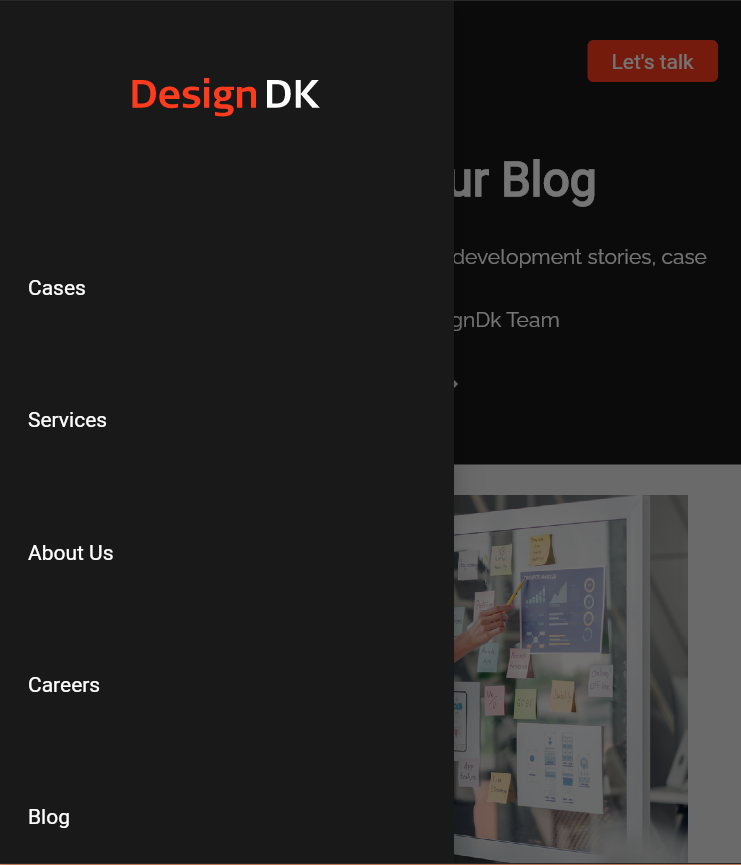 Design DK
Let's talk
ur Blog
development stories, case
gnDk Team
Cases
Services
About Us
Careers
Blog